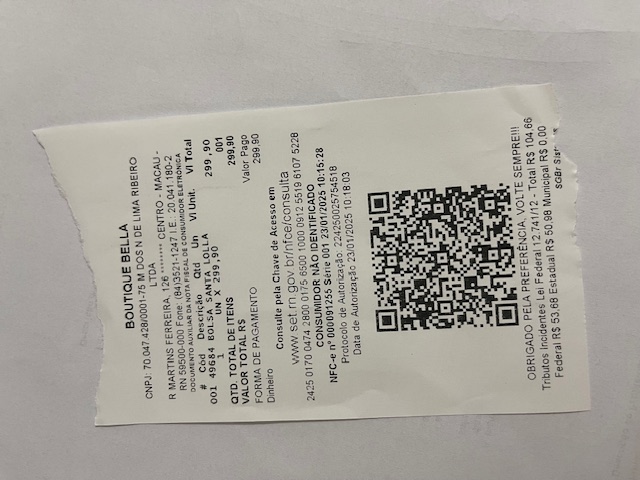 BOUTIQUE BELLA
CNPJ: 70.047.428/0001-75 M DOS N DE LIMA RIBEIRO
LTDA
R MARTINS FERREIRA, 126 ******** CENTRO - MACAU -
RN 59500-000 Fone: (84)3521-1247 I.E.: 20.041.180-2
DOCUMENTO AUXILIAR DA NOTA FISCAL DE CONSUMIDOR ELETRÔNICA
# Cód Descrição Qtd Un Vl Unit. Vl Total
001 49684 BOLSA SANTA LOLLA
1 UN X 299,90 299,90
QTD. TOTAL DE ITENS 001
VALOR TOTAL R$ 299,90
FORMA DE PAGAMENTO Valor Pago
Dinheiro 299,90
Consulte pela Chave de Acesso em
www.set.rn.gov.br/nfce/consulta
2425 0170 0474 2800 0175 6500 1000 0912 5519 6107 5228
CONSUMIDOR NÃO IDENTIFICADO
NFC-e nº 000091255 Série 001 23/01/2025 10:15:28
Protocolo de Autorização: 224250025754518
Data de Autorização 23/01/2025 10:18:03
OBRIGADO PELA PREFERÊNCIA, VOLTE SEMPRE!!!
Tributos Incidentes Lei Federal 12.741/12 - Total R$ 104,66
Federal R$ 53,68 Estadual R$ 50,98 Municipal R$ 0,00
SGBr